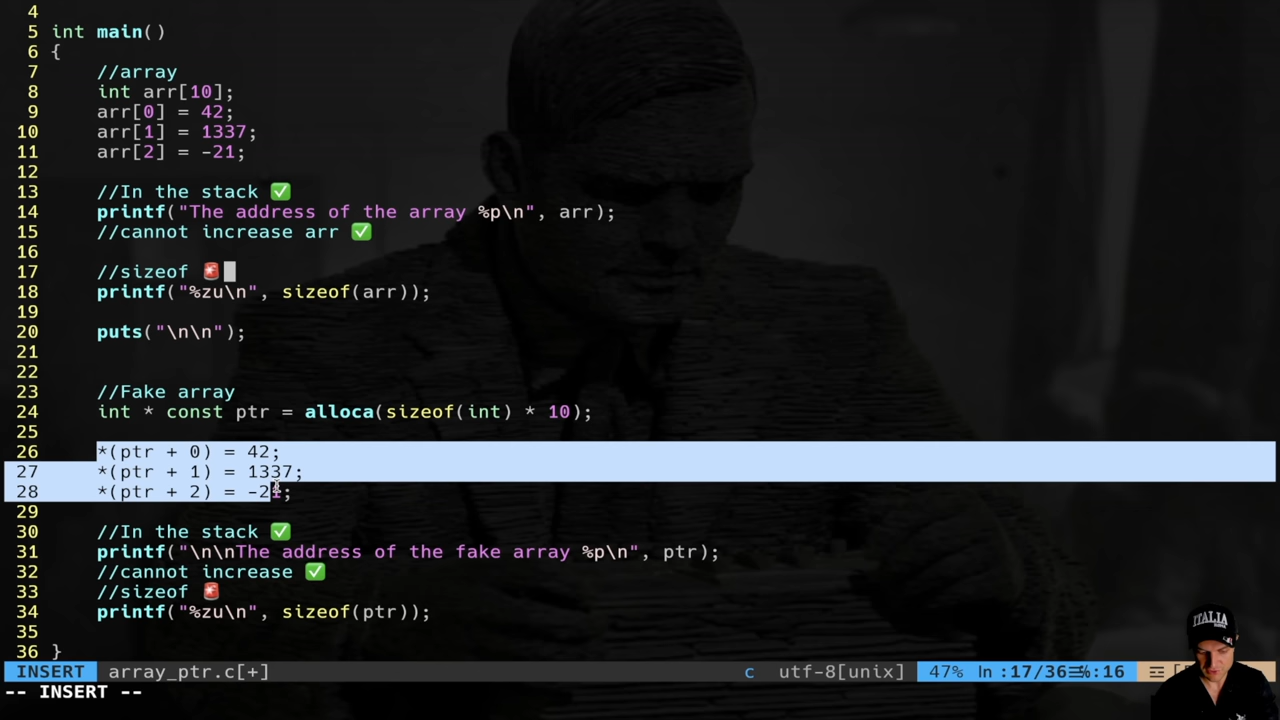 4
5 int main()
6 {
7 //array
8 int arr[10];
9 arr[0] = 42;
10 arr[1] = 1337;
11 arr[2] = -21;
12
13 //In the stack ✅
14 printf("The address of the array %p\n", arr);
15 //cannot increase arr ✅
16
17 //sizeof 🚨
18 printf("%zu\n", sizeof(arr));
19
20 puts("\n\n");
21
22
23 //Fake array
24 int * const ptr = alloca(sizeof(int) * 10);
25
26 *(ptr + 0) = 42;
27 *(ptr + 1) = 1337;
28 *(ptr + 2) = -21;
29
30 //In the stack ✅
31 printf("\n\nThe address of the fake array %p\n", ptr);
32 //cannot increase ✅
33 //sizeof 🚨
34 printf("%zu\n", sizeof(ptr));
35
36 }
INSERT array_ptr.c[+] c utf-8[unix] 47% ln :17/36☰℅:16
-- INSERT --
ITALIA